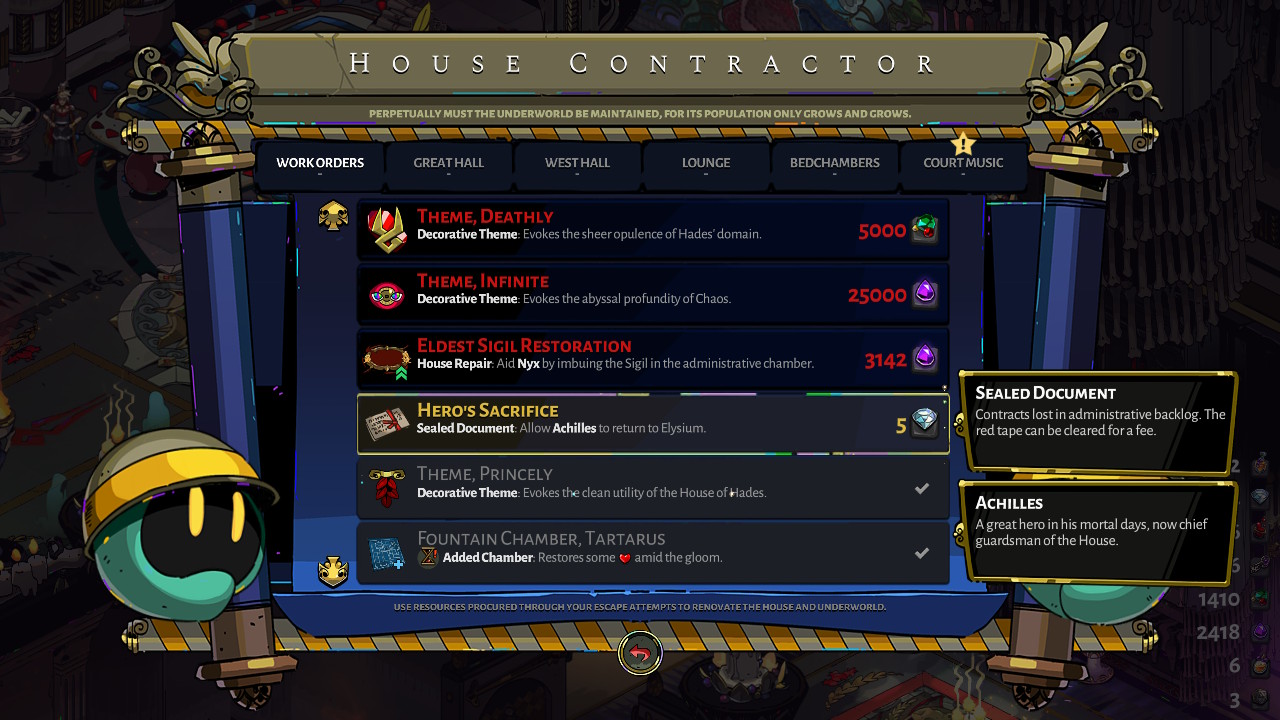 HOUSE CONTRACTOR
PERPETUALLY MUST THE UNDERWORLD BE MAINTAINED, FOR ITS POPULATION ONLY GROWS AND GROWS.
WORK ORDERS
GREAT HALL
WEST HALL
LOUNGE
BEDCHAMBERS
COURT MUSIC
THEME, DEATHLY
Decorative Theme: Evokes the sheer opulence of Hades' domain.
5000
THEME, INFINITE
Decorative Theme: Evokes the abyssal profundity of Chaos.
25000
ELDEST SIGIL RESTORATION
House Repair: Aid Nyx by imbuing the Sigil in the administrative chamber.
3142
HERO'S SACRIFICE
Sealed Document: Allow Achilles to return to Elysium.
5
THEME, PRINCELY
Decorative Theme: Evokes the clean utility of the House of Hades.
FOUNTAIN CHAMBER, TARTARUS
Added Chamber: Restores some amid the gloom.
SEALED DOCUMENT
Contracts lost in administrative backlog. The
red tape can be cleared for a fee.
ACHILLES
A great hero in his mortal days, now chief
guardsman of the House.
USE RESOURCES PROCURED THROUGH YOUR ESCAPE ATTEMPTS TO RENOVATE THE HOUSE AND UNDERWORLD.
2
1410
2418
6
3